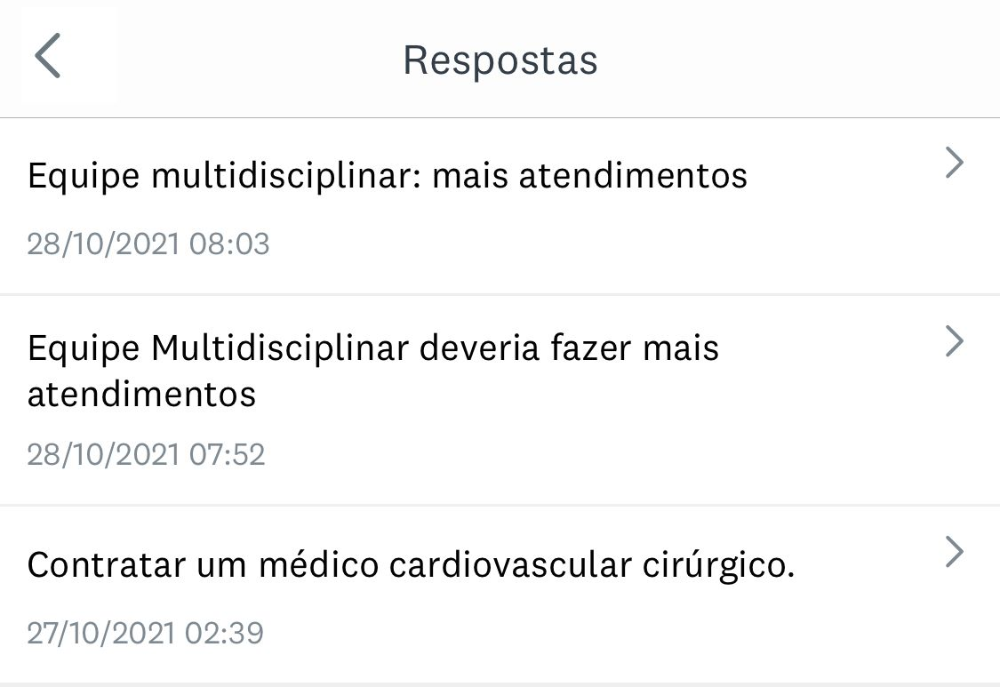 Respostas
Equipe multidisciplinar: mais atendimentos
28/10/2021 08:03
Equipe Multidisciplinar deveria fazer mais
atendimentos
28/10/2021 07:52
Contratar um médico cardiovascular cirúrgico.
27/10/2021 02:39